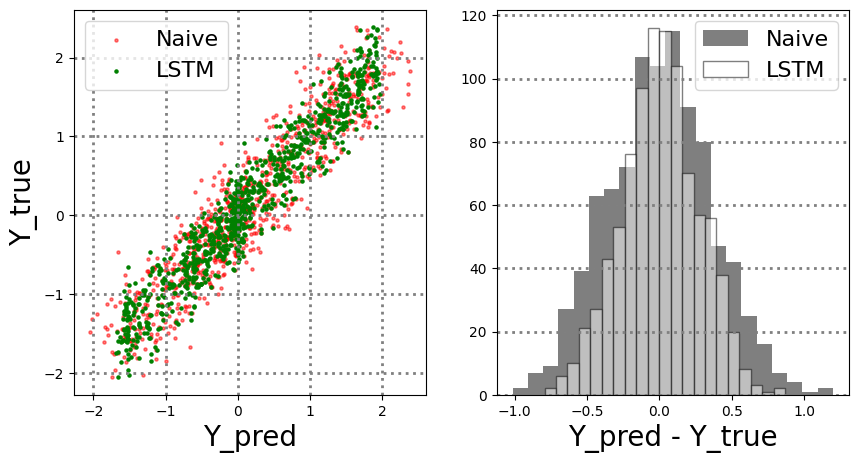 Naive
LSTM
2
1
0
−1
−2
Y_true
−2 −1 0 1 2
Y_pred
Naive
LSTM
120
100
80
60
40
20
0
−1.0 −0.5 0.0 0.5 1.0
Y_pred - Y_true